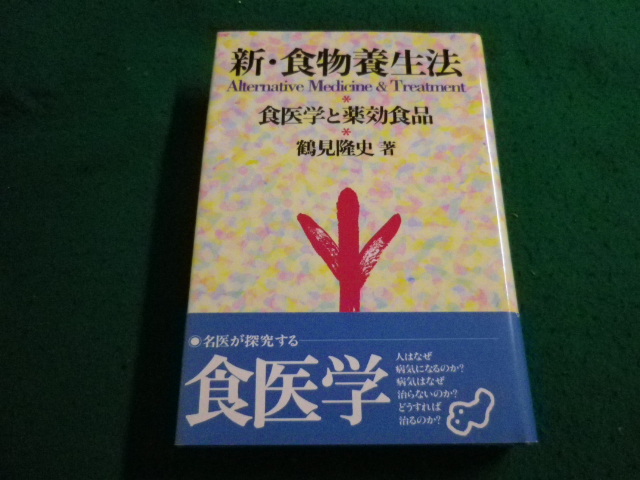 新・食物養生法
Alternative Medicine & Treatment
*
食医学と薬効食品
*
鶴見隆史 著
◉名医が探究する
食医学
人はなぜ
病気になるのか?
病気はなぜ
治らないのか?
どうすれば
治るのか?